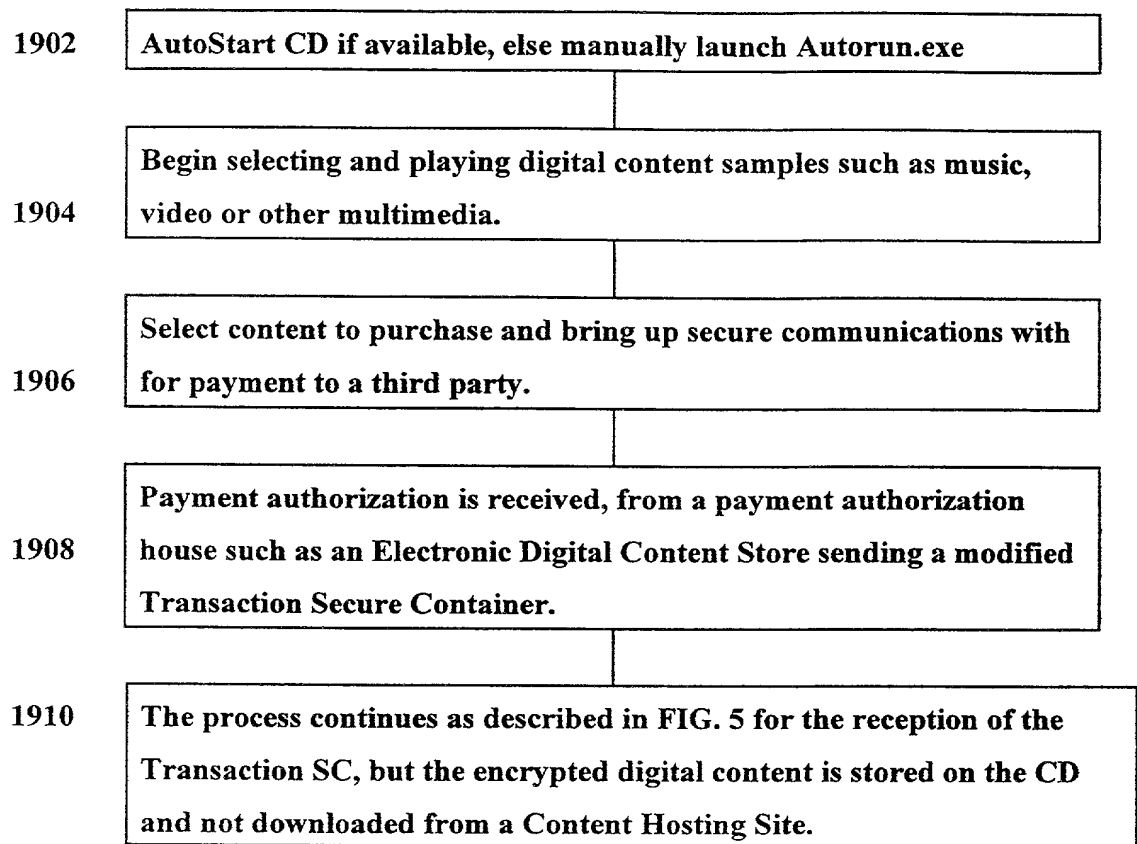 1902 AutoStart CD if available, else manually launch Autorun.exe
Begin selecting and playing digital content samples such as music,
1904 video or other multimedia.
Select content to purchase and bring up secure communications with
1906 for payment to a third party.
Payment authorization is received, from a payment authorization
1908 house such as an Electronic Digital Content Store sending a modified
Transaction Secure Container.
1910 The process continues as described in FIG. 5 for the reception of the
Transaction SC, but the encrypted digital content is stored on the CD
and not downloaded from a Content Hosting Site.